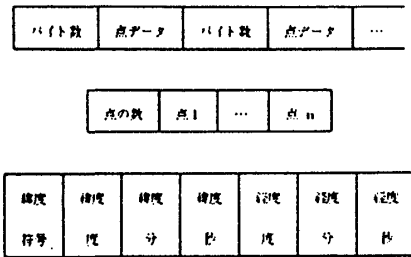 バイト数 点データ バイト数 点データ …
点の数 点1 … 点n
緯度 緯度 緯度 緯度 経度 経度 経度
符号 度 分 秒 度 分 秒